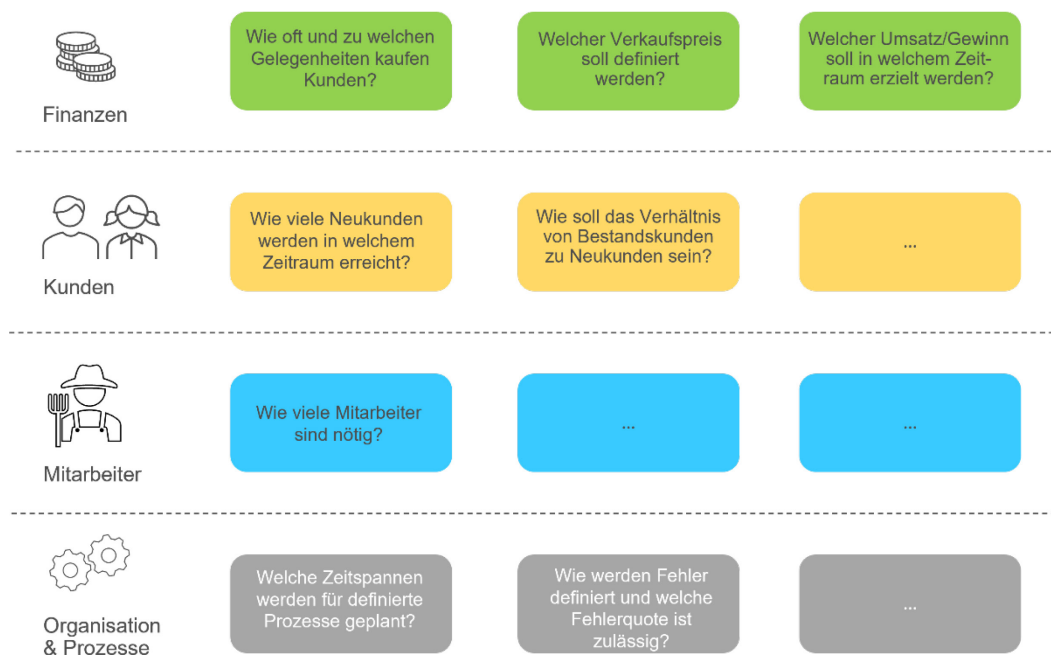 Finanzen
Wie oft und zu welchen
Gelegenheiten kaufen
Kunden?
Welcher Verkaufspreis
soll definiert
werden?
Welcher Umsatz/Gewinn
soll in welchem Zeit-
raum erzielt werden?
Kunden
Wie viele Neukunden
werden in welchem
Zeitraum erreicht?
Wie soll das Verhältnis
von Bestandskunden
zu Neukunden sein?
...
Mitarbeiter
Wie viele Mitarbeiter
sind nötig?
...
...
Organisation
& Prozesse
Welche Zeitspannen
werden für definierte
Prozesse geplant?
Wie werden Fehler
definiert und welche
Fehlerquote ist
zulässig?
...